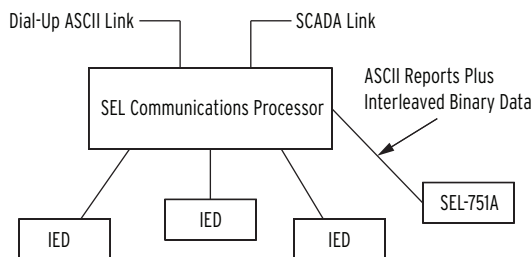 Dial-Up ASCII Link
SCADA Link
ASCII Reports Plus
Interleaved Binary Data
SEL Communications Processor
SEL-751A
IED
IED
IED